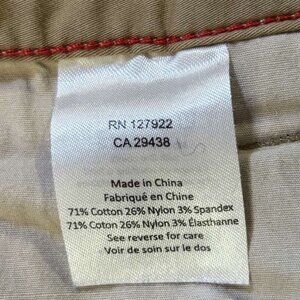 RN 127922
CA 29438
Made in China
Fabriqué en Chine
71% Cotton 26% Nylon 3% Spandex
71% Coton 26% Nylon 3% Élasthanne
See reverse for care
Voir de soin sur le dos